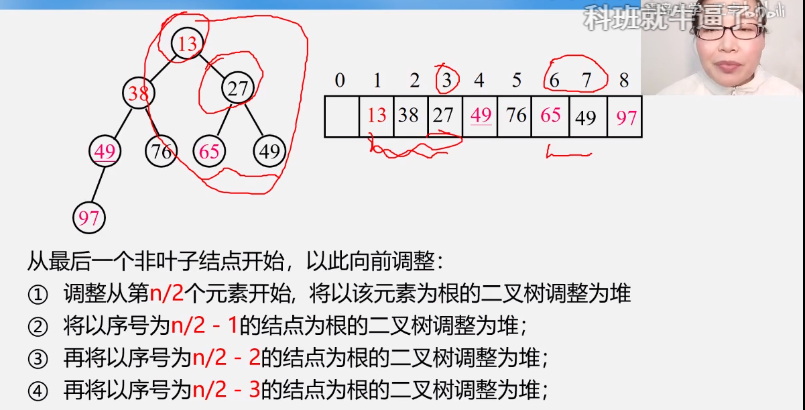 科班就牛逼了
13
38
27
49
76
65
49
97
0 1 2 3 4 5 6 7 8
13 38 27 49 76 65 49 97
从最后一个非叶子结点开始，以此向前调整：
① 调整从第n/2个元素开始，将以该元素为根的二叉树调整为堆
② 将以序号为n/2 - 1的结点为根的二叉树调整为堆；
③ 再将以序号为n/2 - 2的结点为根的二叉树调整为堆；
④ 再将以序号为n/2 - 3的结点为根的二叉树调整为堆；